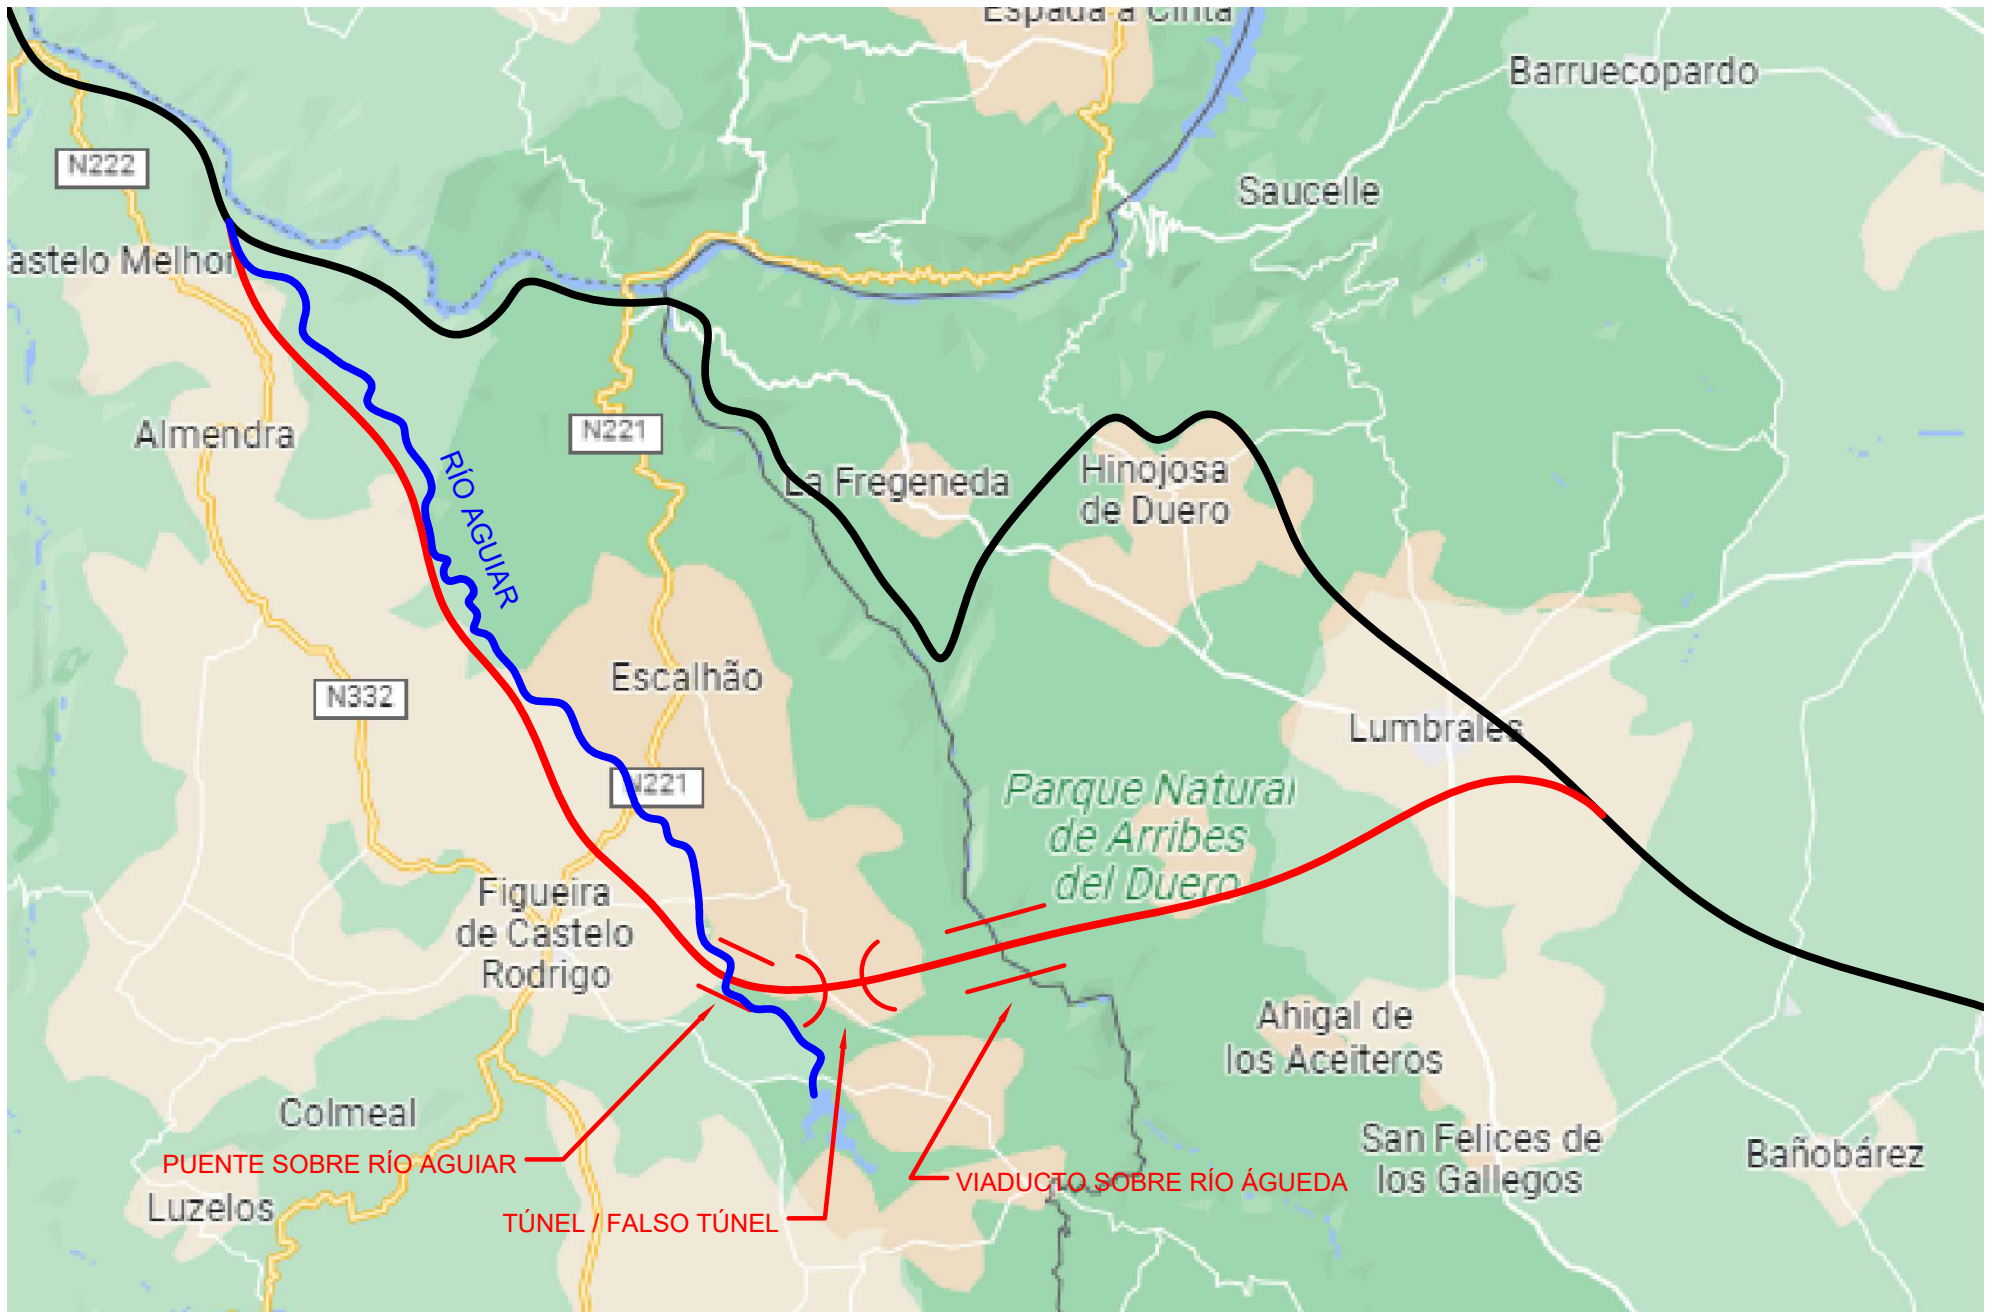 Espada à Cinta
Barruecopardo
N222
Saucelle
astelo Melhor
Almendra
N221
RÍO AGUIAR
La Fregeneda
Hinojosa
de Duero
Escalhão
N332
Lumbrales
N221
Parque Natural
de Arribes
del Duero
Figueira
de Castelo
Rodrigo
Ahigal de
los Aceiteros
Colmeal
San Felices de
los Gallegos
Bañobárez
PUENTE SOBRE RÍO AGUIAR
VIADUCTO SOBRE RÍO ÁGUEDA
Luzelos
TÚNEL / FALSO TÚNEL